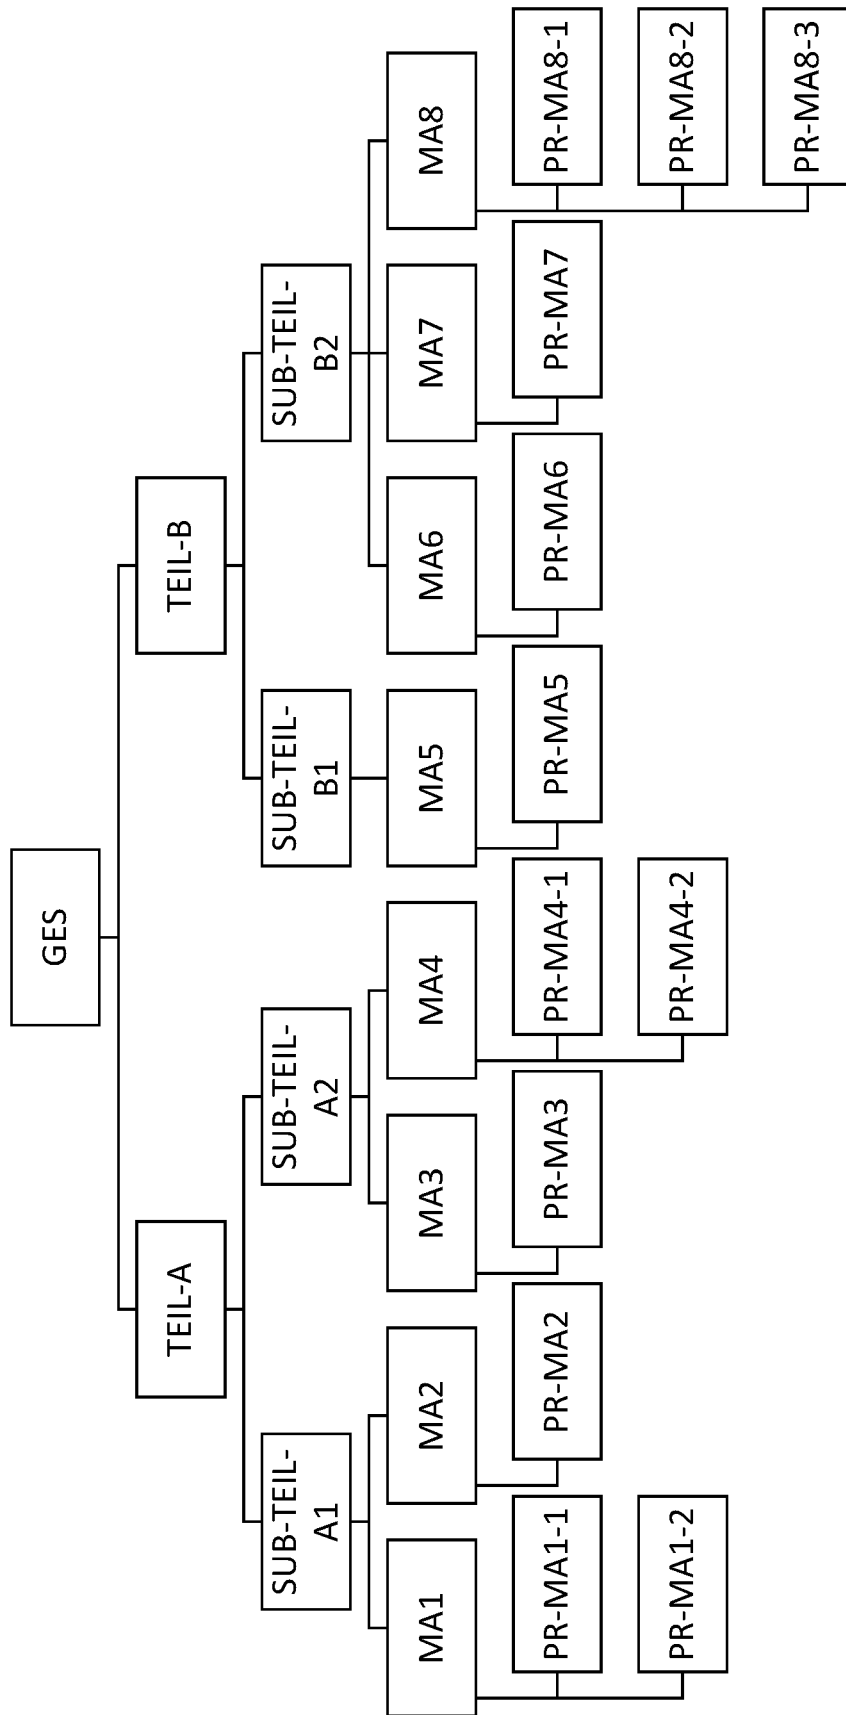 GES
TEIL-A
TEIL-B
SUB-TEIL-
A1
SUB-TEIL-
A2
SUB-TEIL-
B1
SUB-TEIL-
B2
MA1
MA2
MA3
MA4
MA5
MA6
MA7
MA8
PR-MA1-1
PR-MA2
PR-MA3
PR-MA4-1
PR-MA5
PR-MA6
PR-MA7
PR-MA8-1
PR-MA1-2
PR-MA4-2
PR-MA8-2
PR-MA8-3